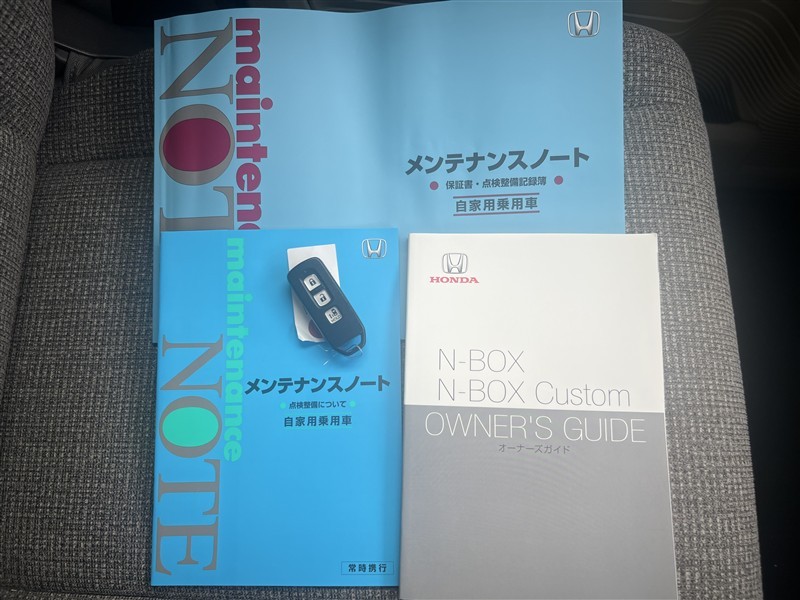 maintenan
NOT
メンテナンスノート
保証書・点検整備記録簿
自家用乗用車
maintenance
NOTE
メンテナンスノート
点検整備について
自家用乗用車
常時携行
HONDA
N-BOX
N-BOX Custom
OWNER'S GUIDE
オーナーズガイド